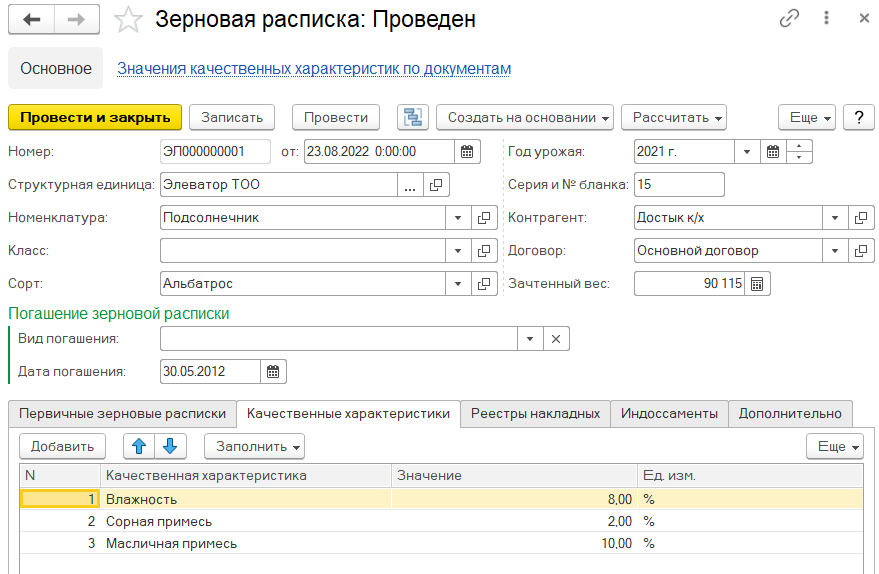 Зерновая расписка: Проведен
Основное Значения качественных характеристик по документам
Провести и закрыть Записать Провести Создать на основании Рассчитать Еще ?
Номер: ЭЛ000000001 от: 23.08.2022 0:00:00 Год урожая: 2021 г.
Структурная единица: Элеватор ТОО ... Серия и № бланка: 15
Номенклатура: Подсолнечник Контрагент: Достык к/х
Класс: Договор: Основной договор
Сорт: Альбатрос Зачтенный вес: 90 115
Погашение зерновой расписки
Вид погашения:
Дата погашения: 30.05.2012
Первичные зерновые расписки Качественные характеристики Реестры накладных Индоссаменты Дополнительно
Добавить Заполнить Еще
N Качественная характеристика Значение Ед. изм.
1 Влажность 8,00 %
2 Сорная примесь 2,00 %
3 Масличная примесь 10,00 %